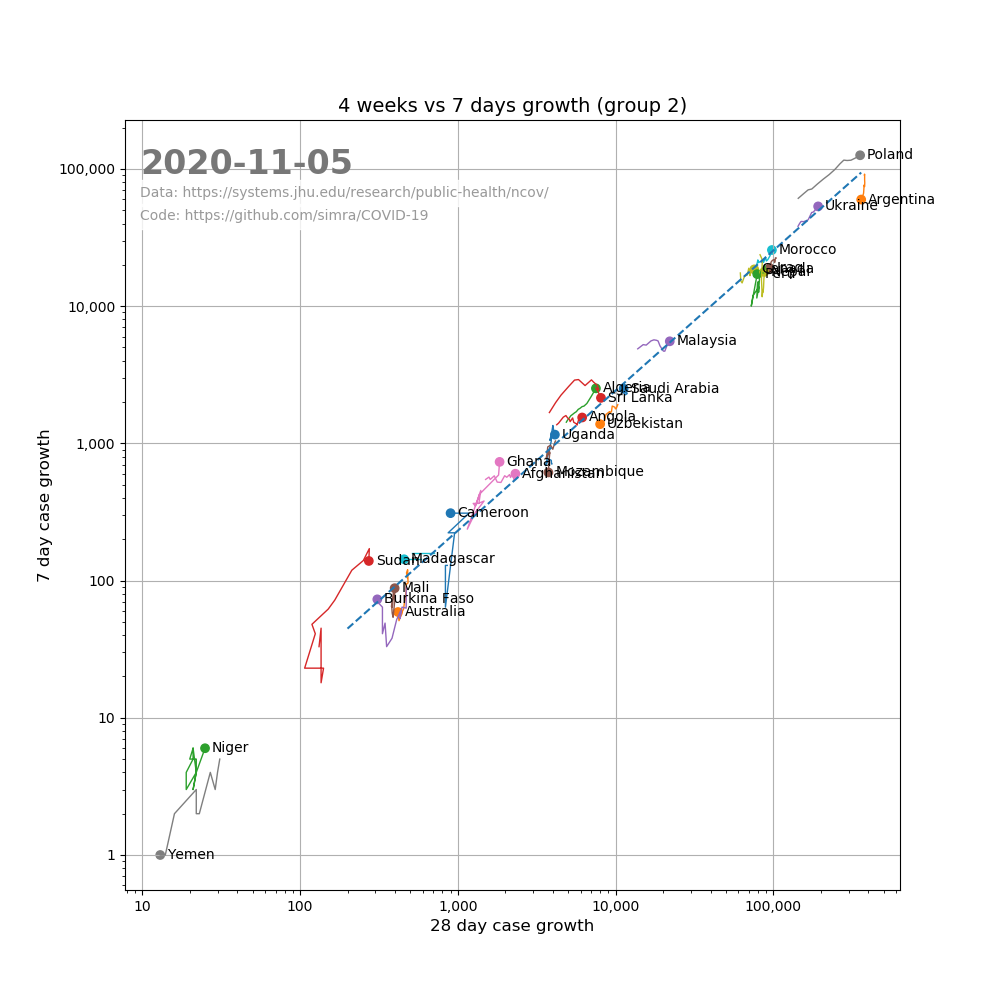 4 weeks vs 7 days growth (group 2)
2020-11-05
Data: https://systems.jhu.edu/research/public-health/ncov/
Code: https://github.com/simra/COVID-19
7 day case growth
100,000
10,000
1,000
100
10
1
Poland
Argentina
Ukraine
Morocco
Malaysia
Algeria
Saudi Arabia
Sri Lanka
Angola
Uzbekistan
Uganda
Ghana
Mozambique
Afghanistan
Cameroon
Madagascar
Sudan
Mali
Burkina Faso
Australia
Niger
Yemen
10
100
1,000
10,000
100,000
28 day case growth